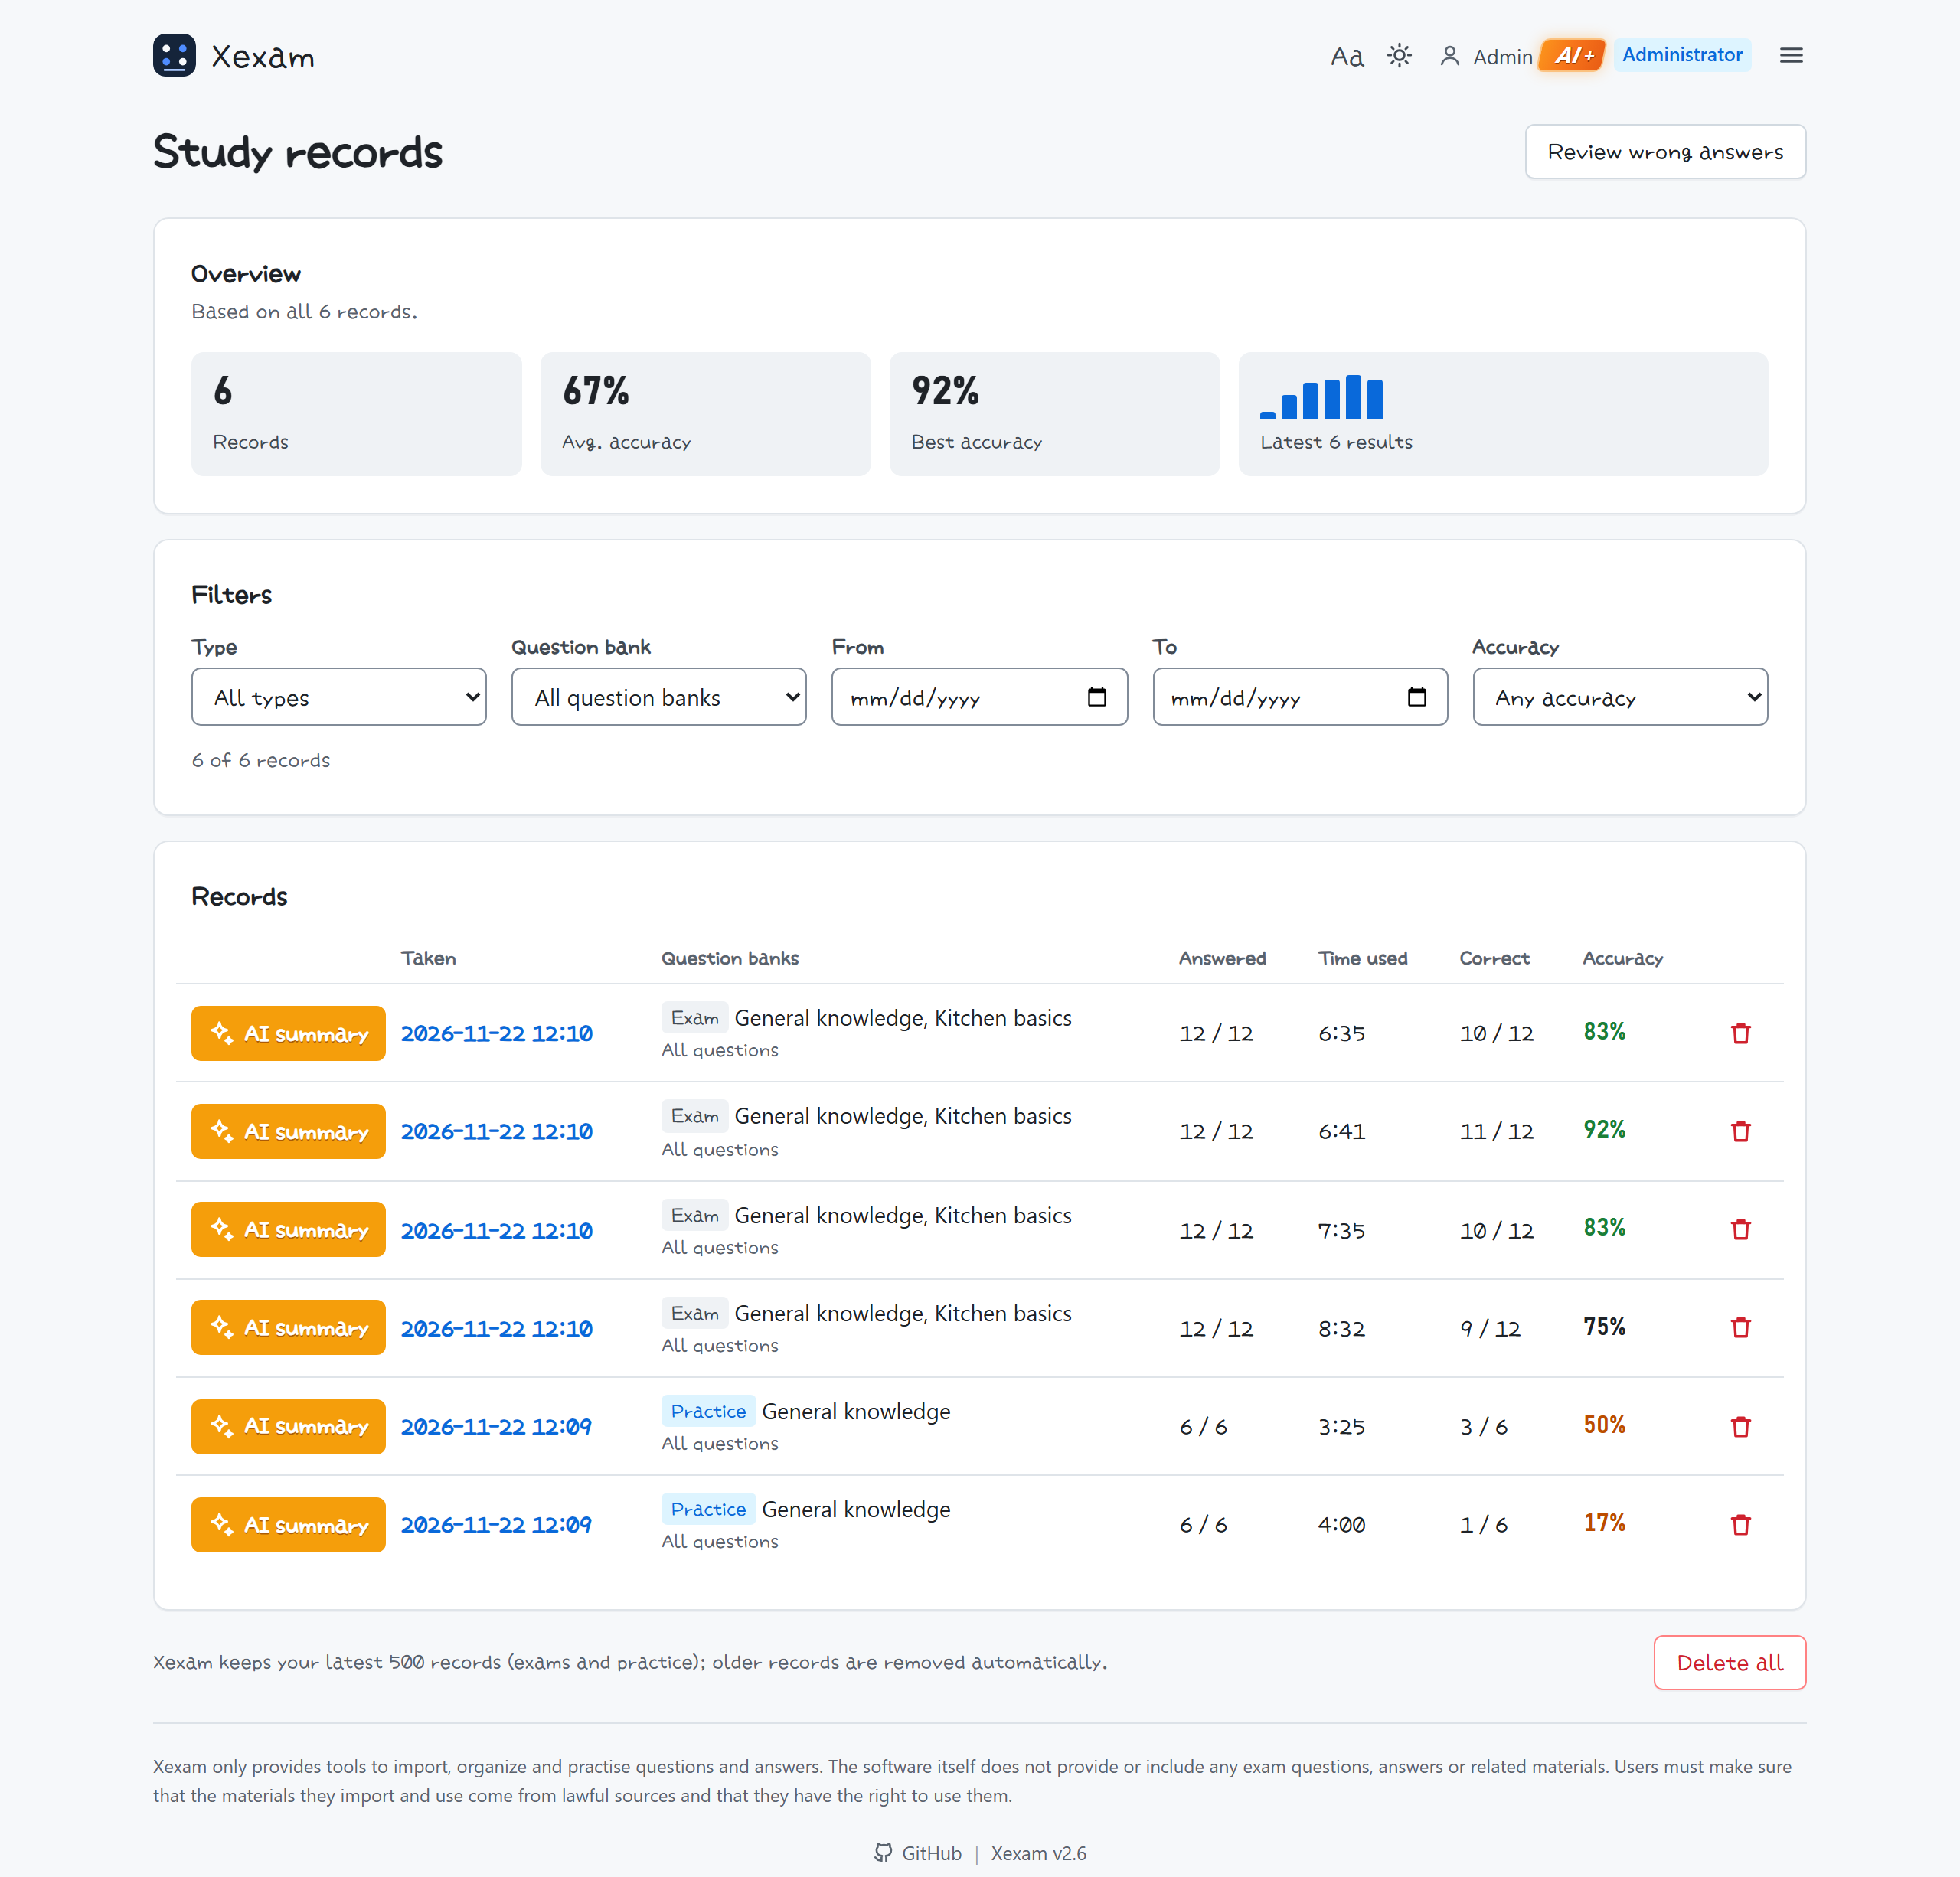 Xexam
Aa
Admin
AI+
Administrator
Study records
Review wrong answers
Overview
Based on all 6 records.
6
Records
67%
Avg. accuracy
92%
Best accuracy
Latest 6 results
Filters
Type
Question bank
From
To
Accuracy
All types
All question banks
mm/dd/yyyy
mm/dd/yyyy
Any accuracy
6 of 6 records
Records
Taken Question banks Answered Time used Correct Accuracy
AI summary 2026-11-22 12:10 Exam General knowledge, Kitchen basics 12 / 12 6:35 10 / 12 83%
All questions
AI summary 2026-11-22 12:10 Exam General knowledge, Kitchen basics 12 / 12 6:41 11 / 12 92%
All questions
AI summary 2026-11-22 12:10 Exam General knowledge, Kitchen basics 12 / 12 7:35 10 / 12 83%
All questions
AI summary 2026-11-22 12:10 Exam General knowledge, Kitchen basics 12 / 12 8:32 9 / 12 75%
All questions
AI summary 2026-11-22 12:09 Practice General knowledge 6 / 6 3:25 3 / 6 50%
All questions
AI summary 2026-11-22 12:09 Practice General knowledge 6 / 6 4:00 1 / 6 17%
All questions
Xexam keeps your latest 500 records (exams and practice); older records are removed automatically.
Delete all
Xexam only provides tools to import, organize and practise questions and answers. The software itself does not provide or include any exam questions, answers or related materials. Users must make sure
that the materials they import and use come from lawful sources and that they have the right to use them.
GitHub | Xexam v2.6